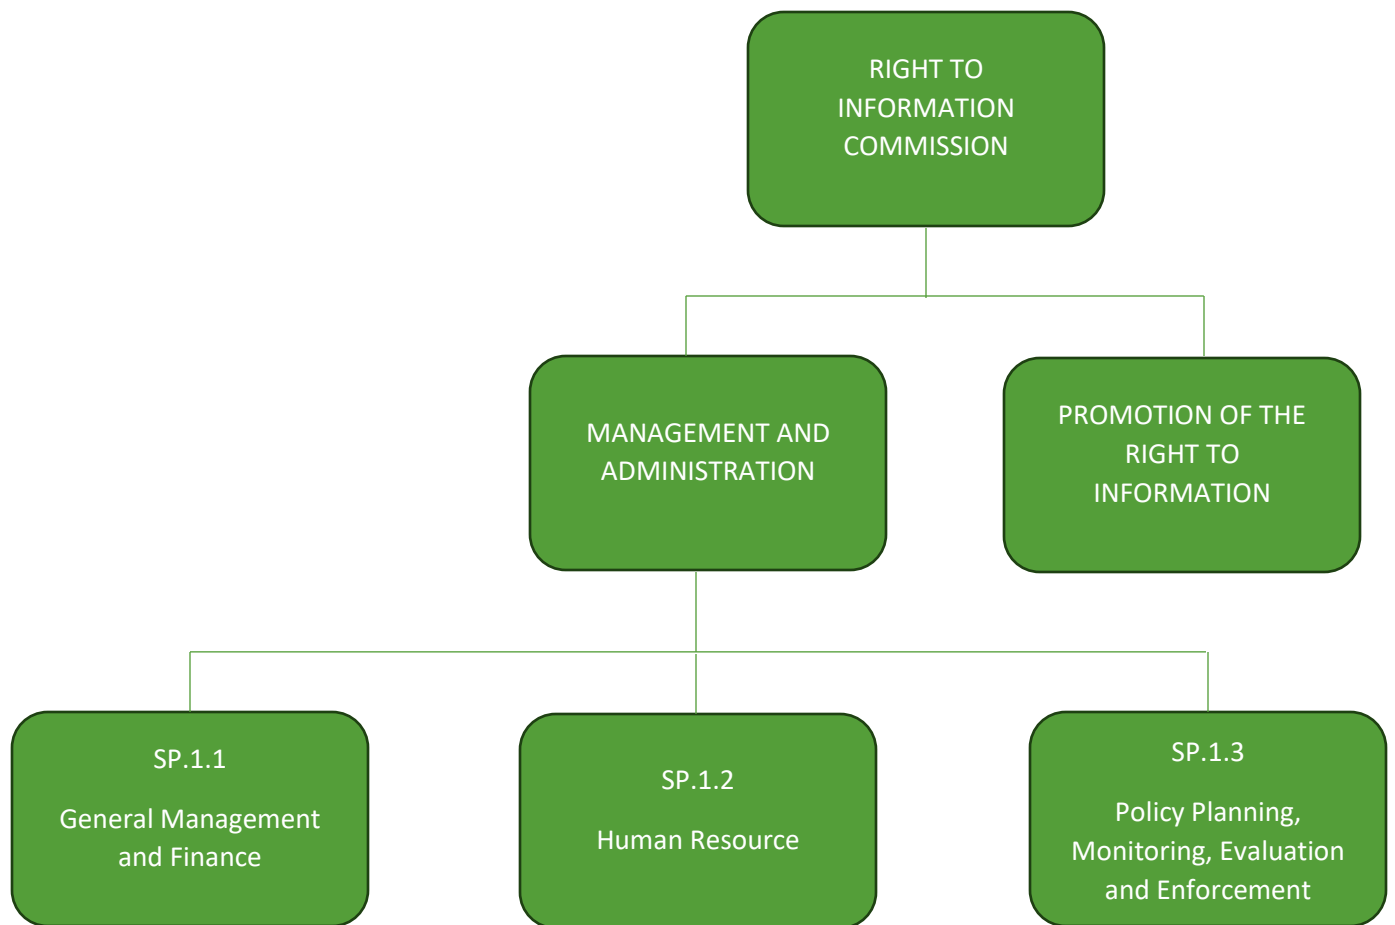 RIGHT TO
INFORMATION
COMMISSION
MANAGEMENT AND
ADMINISTRATION
PROMOTION OF THE
RIGHT TO
INFORMATION
SP.1.1
General Management
and Finance
SP.1.2
Human Resource
SP.1.3
Policy Planning,
Monitoring, Evaluation
and Enforcement